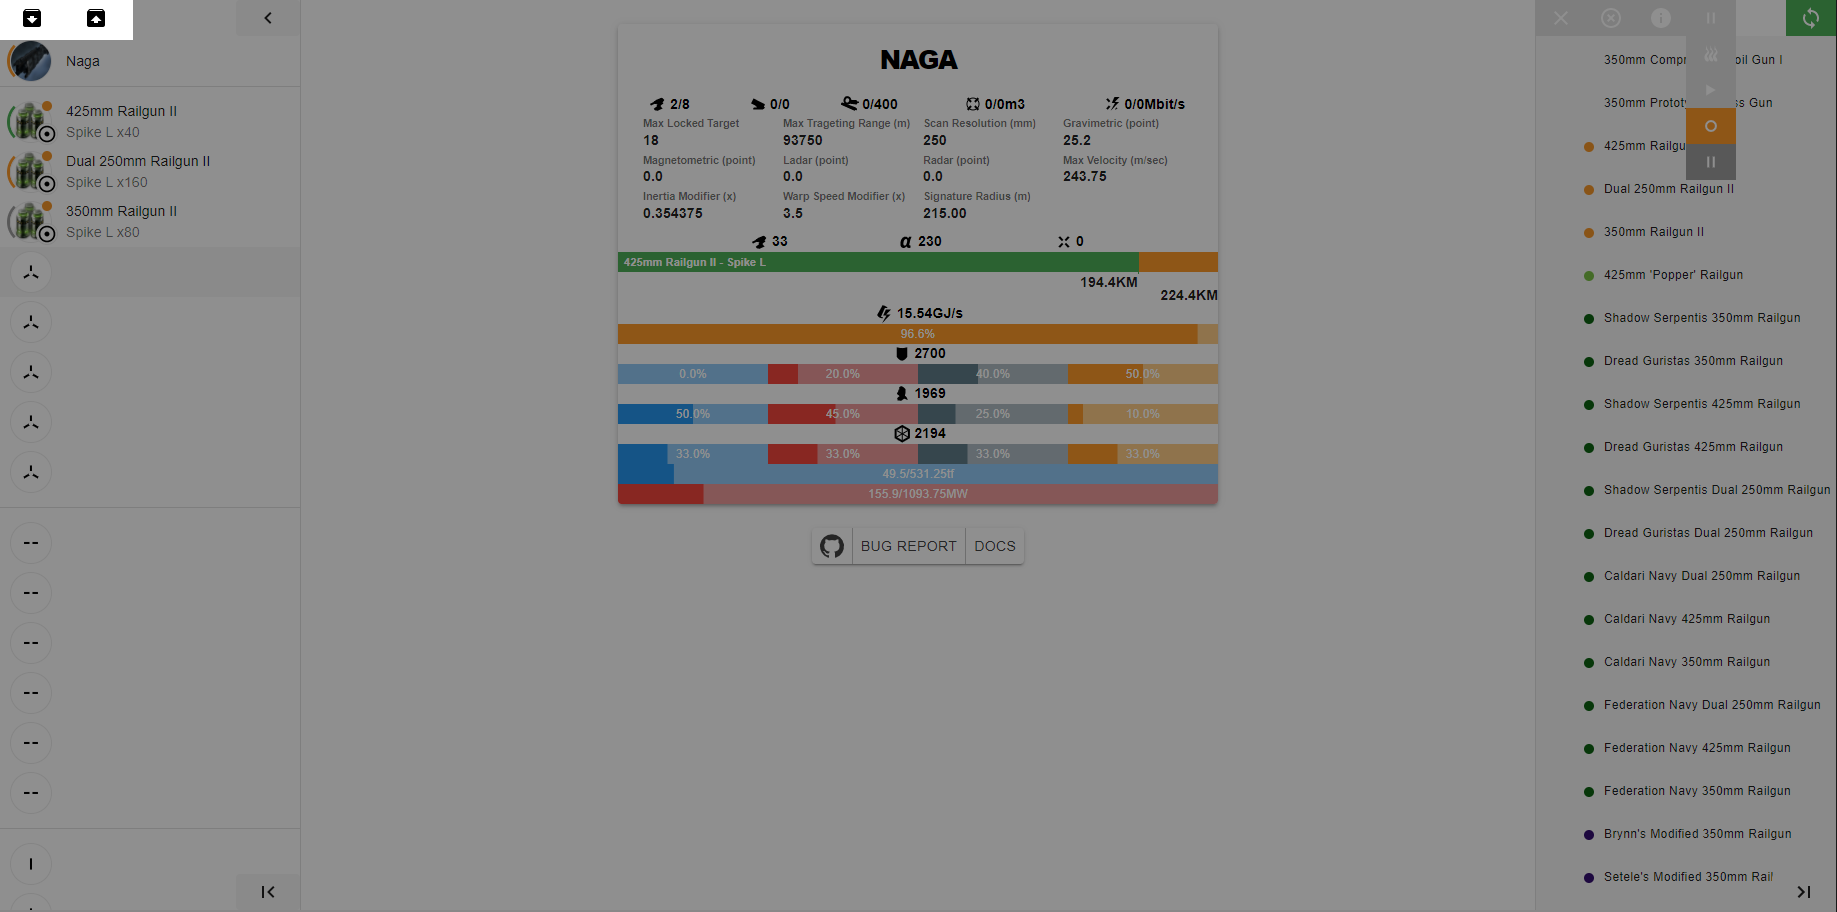 Naga
425mm Railgun II
Spike L x40
Dual 250mm Railgun II
Spike L x160
350mm Railgun II
Spike L x80
NAGA
2/8 0/0 0/400 0/0m3 0/0Mbit/s
Max Locked Target Max Trageting Range (m) Scan Resolution (mm) Gravimetric (point)
18 93750 250 25.2
Magnetometric (point) Ladar (point) Radar (point) Max Velocity (m/sec)
0.0 0.0 0.0 243.75
Inertia Modifier (x) Warp Speed Modifier (x) Signature Radius (m)
0.354375 3.5 215.00
33 α 230 0
425mm Railgun II - Spike L
194.4KM
224.4KM
15.54GJ/s
96.6%
2700
0.0% 20.0% 40.0% 50.0%
1969
50.0% 45.0% 25.0% 10.0%
2194
33.0% 33.0% 33.0% 33.0%
49.5/531.25tf
155.9/1093.75MW
BUG REPORT DOCS
350mm Compr oil Gun I
350mm Prototy ss Gun
425mm Railgu
Dual 250mm Railgun II
350mm Railgun II
425mm 'Popper' Railgun
Shadow Serpentis 350mm Railgun
Dread Guristas 350mm Railgun
Shadow Serpentis 425mm Railgun
Dread Guristas 425mm Railgun
Shadow Serpentis Dual 250mm Railgun
Dread Guristas Dual 250mm Railgun
Caldari Navy Dual 250mm Railgun
Caldari Navy 425mm Railgun
Caldari Navy 350mm Railgun
Federation Navy Dual 250mm Railgun
Federation Navy 425mm Railgun
Federation Navy 350mm Railgun
Brynn's Modified 350mm Railgun
Setele's Modified 350mm Rail